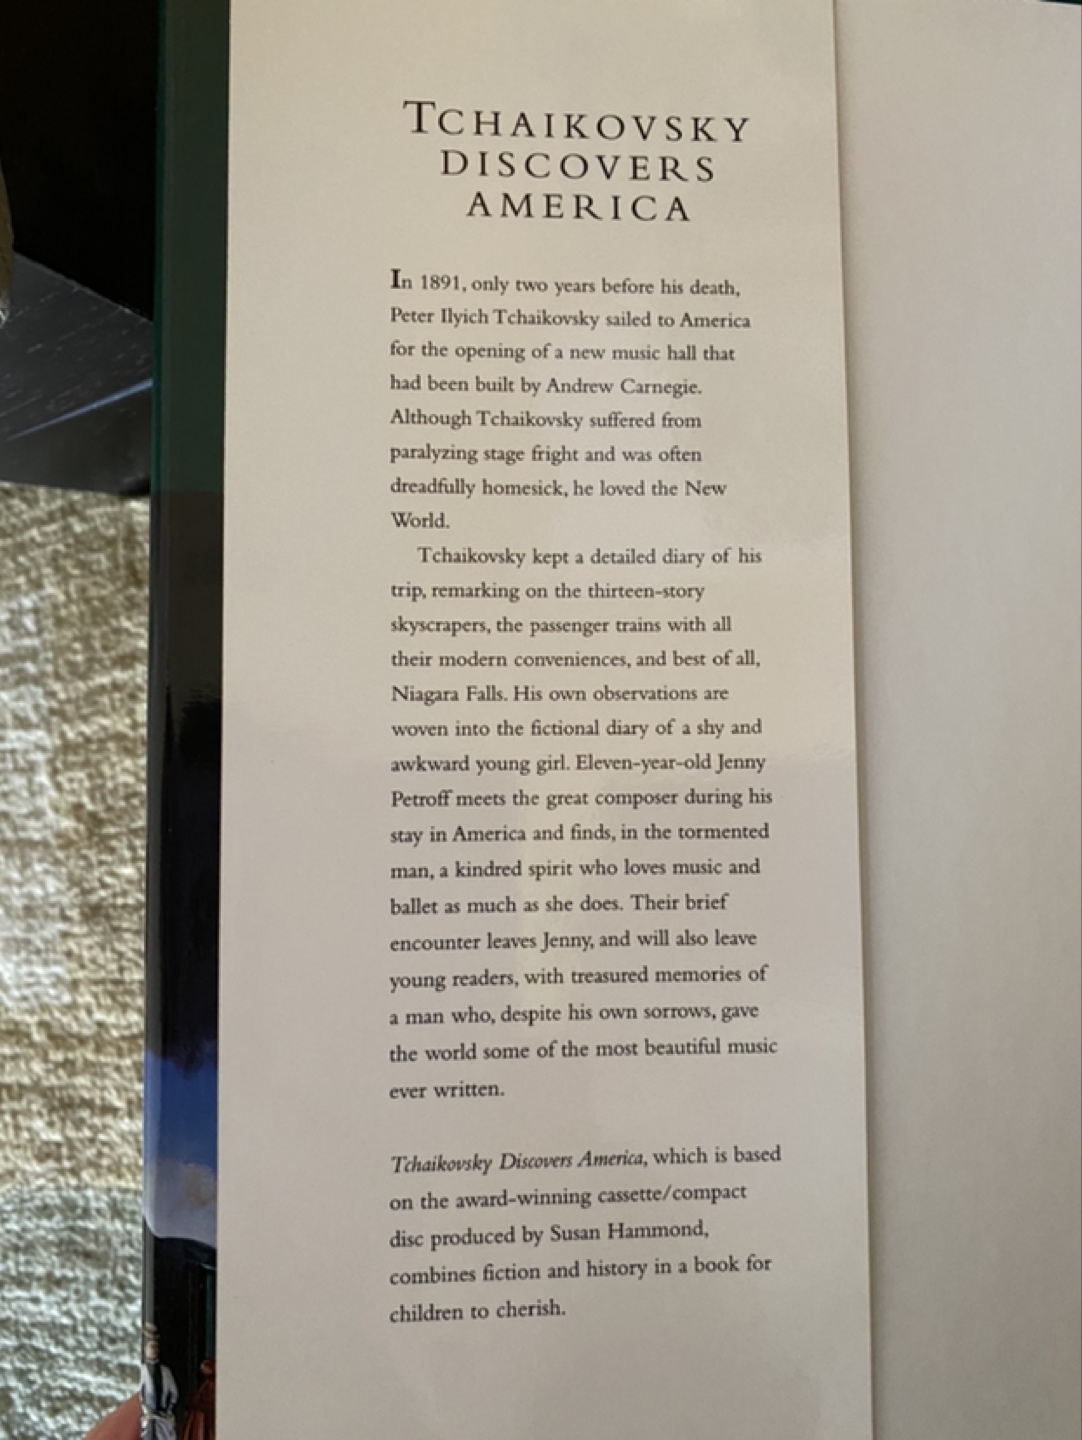 TCHAIKOVSKY
DISCOVERS
AMERICA
In 1891, only two years before his death,
Peter Ilyich Tchaikovsky sailed to America
for the opening of a new music hall that
had been built by Andrew Carnegie.
Although Tchaikovsky suffered from
paralyzing stage fright and was often
dreadfully homesick, he loved the New
World.
Tchaikovsky kept a detailed diary of his
trip, remarking on the thirteen-story
skyscrapers, the passenger trains with all
their modern conveniences, and best of all,
Niagara Falls. His own observations are
woven into the fictional diary of a shy and
awkward young girl. Eleven-year-old Jenny
Petroff meets the great composer during his
stay in America and finds, in the tormented
man, a kindred spirit who loves music and
ballet as much as she does. Their brief
encounter leaves Jenny, and will also leave
young readers, with treasured memories of
a man who, despite his own sorrows, gave
the world some of the most beautiful music
ever written.
Tchaikovsky Discovers America, which is based
on the award-winning cassette/compact
disc produced by Susan Hammond,
combines fiction and history in a book for
children to cherish.